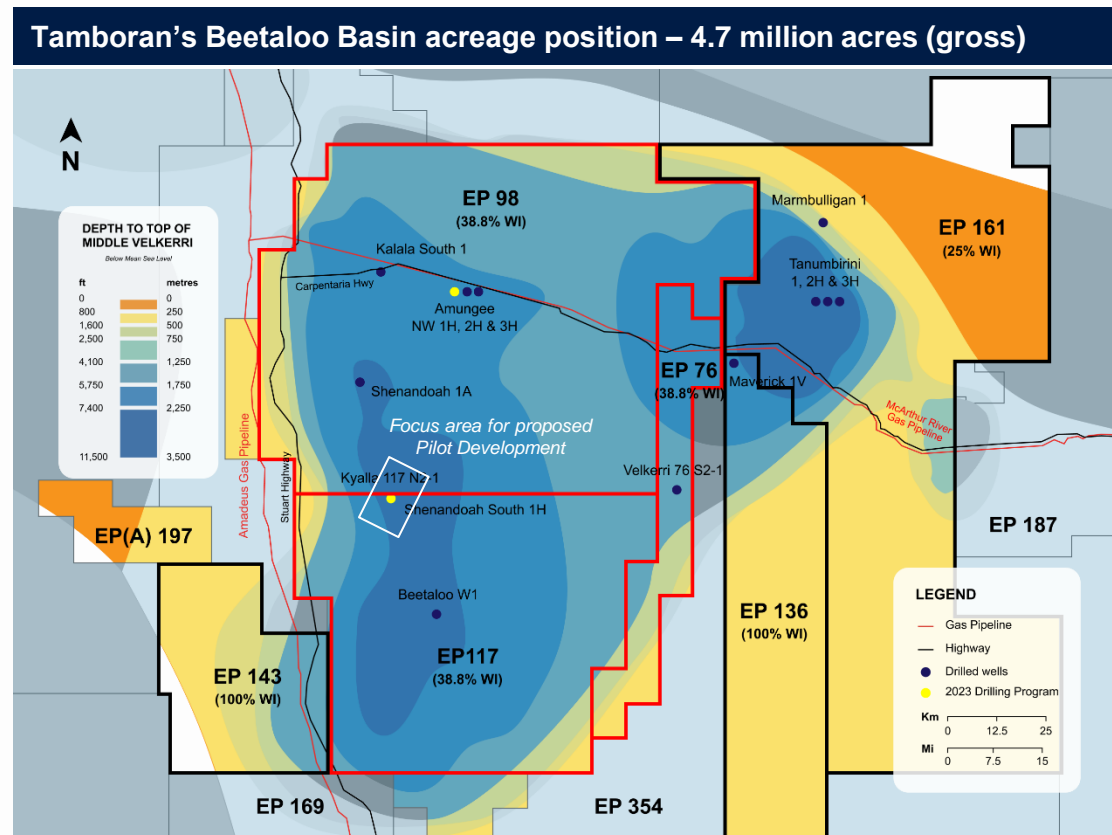 Tamboran's Beetaloo Basin acreage position – 4.7 million acres (gross)
N
DEPTH TO TOP OF
MIDDLE VELKERRI
Below Mean Sea Level
ft metres
0 0
800 250
1,600 500
2,500 750
4,100 1,250
5,750 1,750
7,400 2,250
11,500 3,500
EP 98
(38.8% WI)
Kalala South 1
Carpentaria Hwy
Amungee
NW 1H, 2H & 3H
Marmbulligan 1
EP 161
(25% WI)
Tanumbirini
1, 2H & 3H
EP 76
(38.8% WI)
Maverick 1V
Shenandoah 1A
McArthur River
Gas Pipeline
Focus area for proposed
Pilot Development
Kyalla 117 N2-1
Shenandoah South 1H
Velkerri 76 S2-1
Amadeus Gas Pipeline
Stuart Highway
EP(A) 197
EP 187
Beetaloo W1
EP 136
(100% WI)
EP117
(38.8% WI)
EP 143
(100% WI)
EP 169
EP 354
LEGEND
Gas Pipeline
Highway
Drilled wells
2023 Drilling Program
Km
0 12.5 25
Mi
0 7.5 15